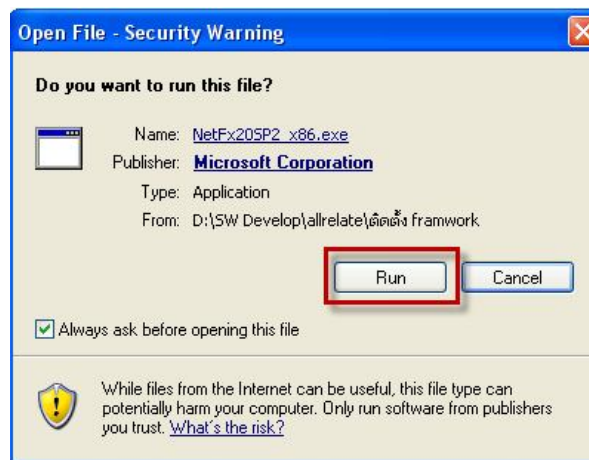 Open File - Security Warning
Do you want to run this file?
Name: NetFx20SP2_x86.exe
Publisher: Microsoft Corporation
Type: Application
From: D:\SW Develop\allrelate\ติดตั้ง framwork
Run Cancel
Always ask before opening this file
While files from the Internet can be useful, this file type can
potentially harm your computer. Only run software from publishers
you trust. What's the risk?